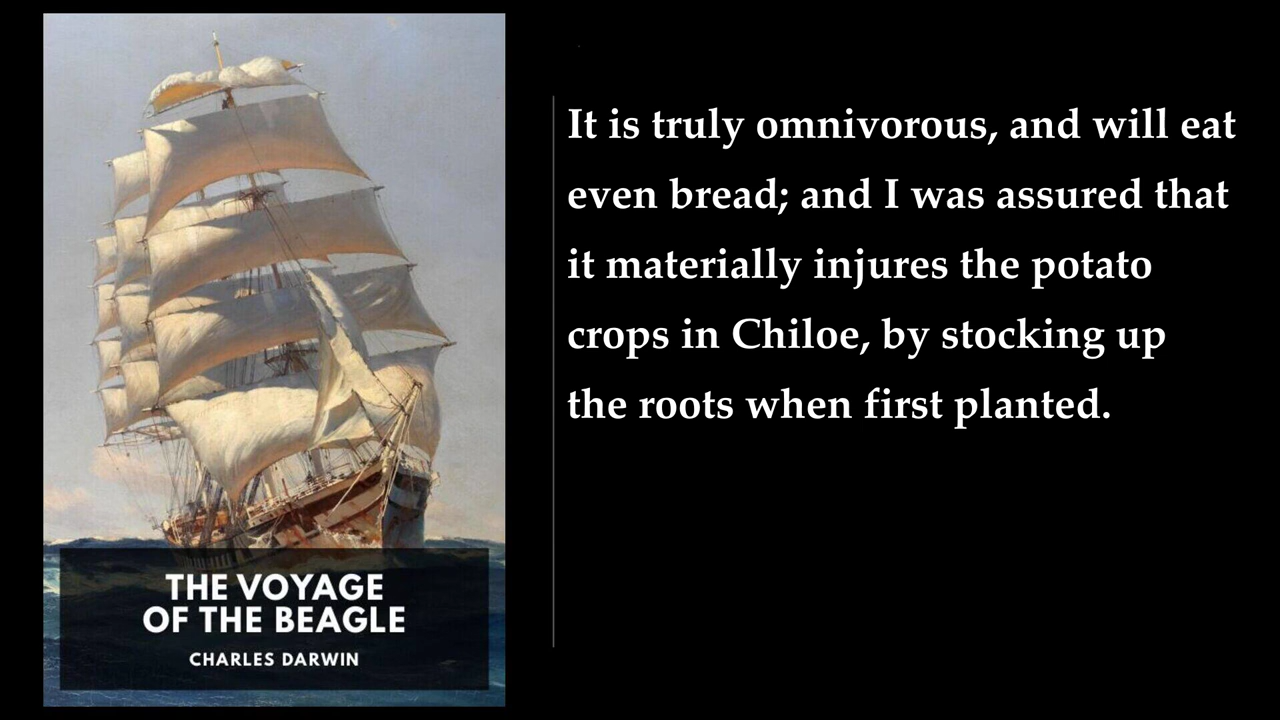 THE VOYAGE
OF THE BEAGLE
CHARLES DARWIN
It is truly omnivorous, and will eat
even bread; and I was assured that
it materially injures the potato
crops in Chiloe, by stocking up
the roots when first planted.